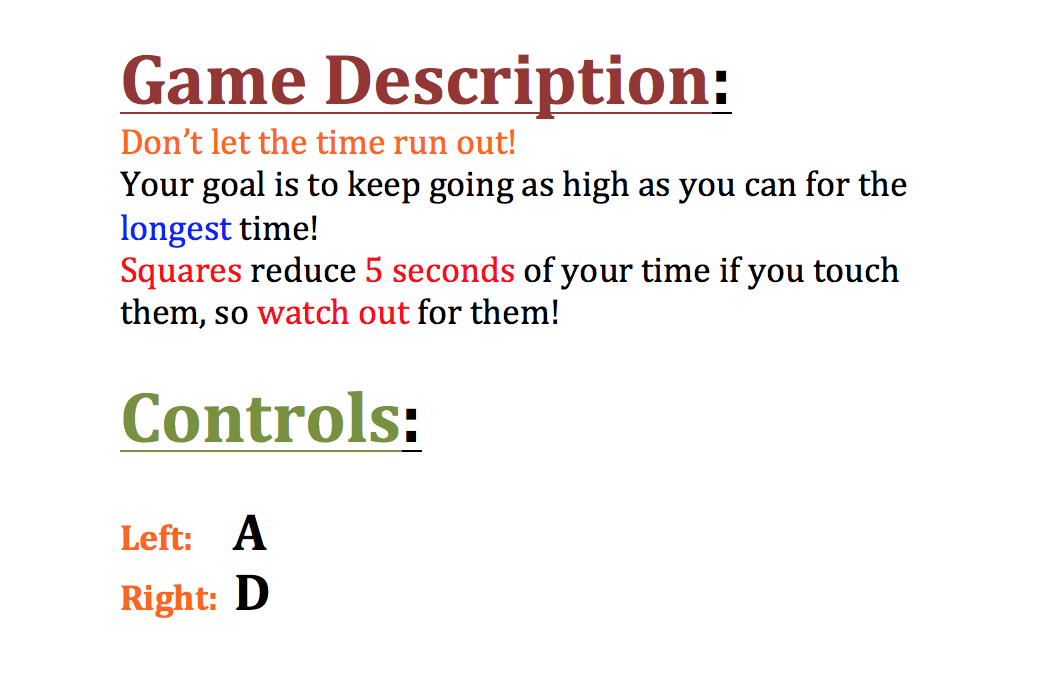 Game Description:
Don’t let the time run out!
Your goal is to keep going as high as you can for the
longest time!
Squares reduce 5 seconds of your time if you touch
them, so watch out for them!
Controls:
Left: A
Right: D